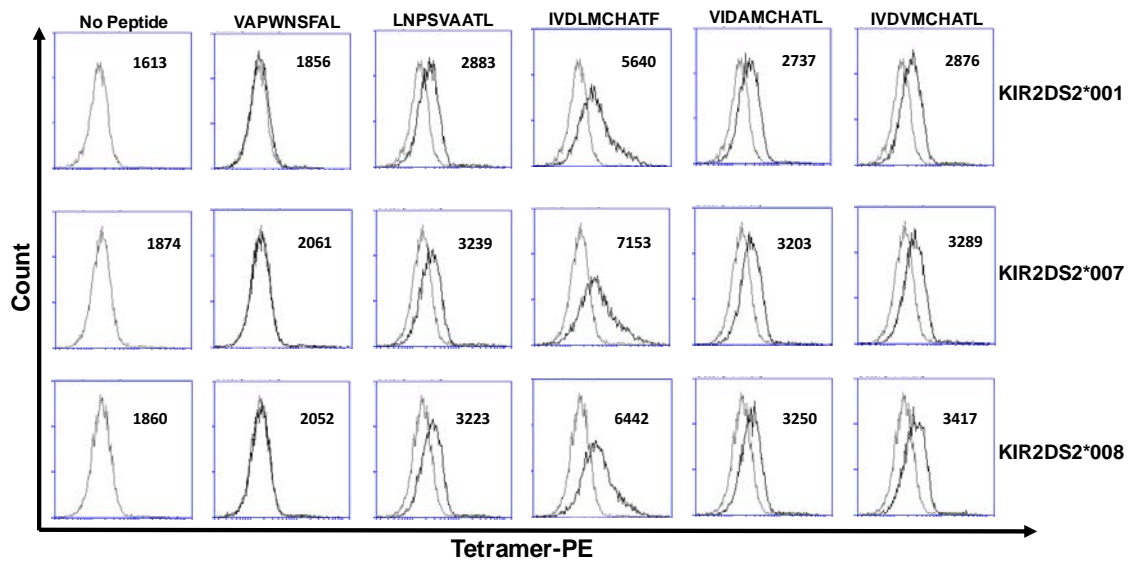 No Peptide VAPWNSFAL LNPSVAATL IVDLMCHATF VIDAMCHATL IVDVMCHATL
1613 1856 2883 5640 2737 2876
KIR2DS2*001
1874 2061 3239 7153 3203 3289
KIR2DS2*007
1860 2052 3223 6442 3250 3417
KIR2DS2*008
Count
Tetramer-PE